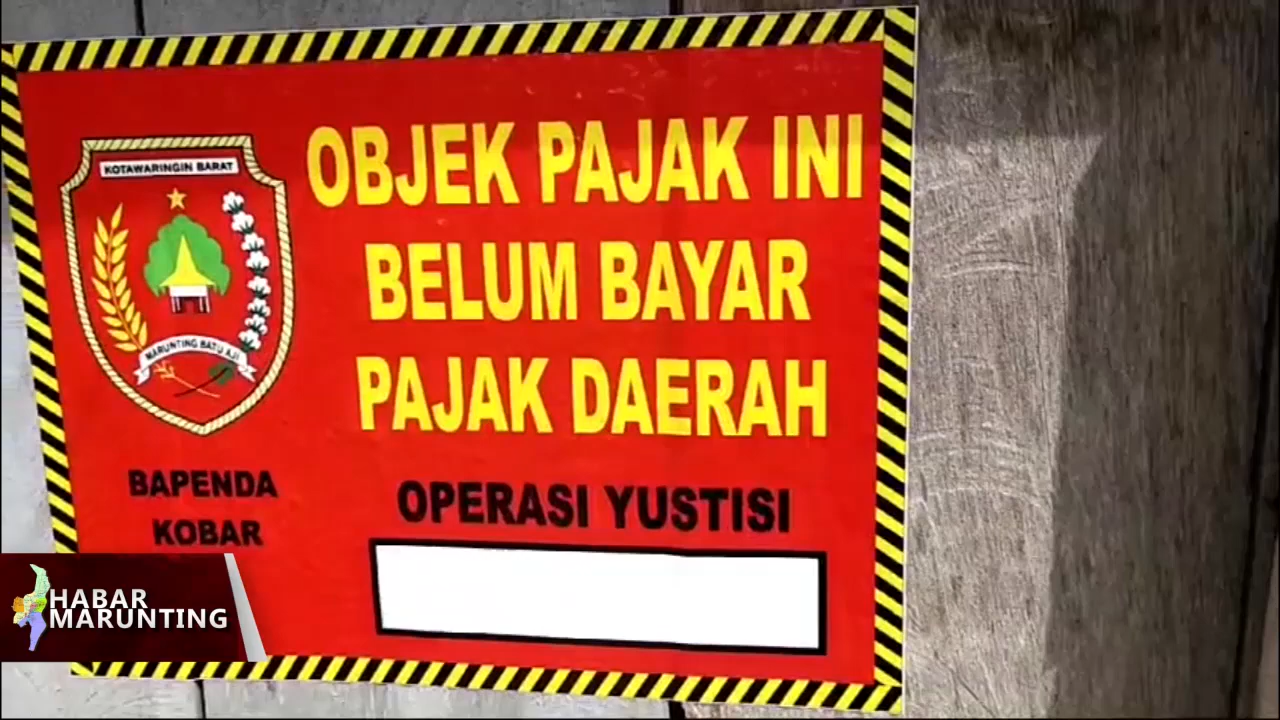 KOTAWARINGIN BARAT
MARUNTING BATU AJI
OBJEK PAJAK INI
BELUM BAYAR
PAJAK DAERAH
BAPENDA
KOBAR
OPERASI YUSTISI
HABAR
MARUNTING